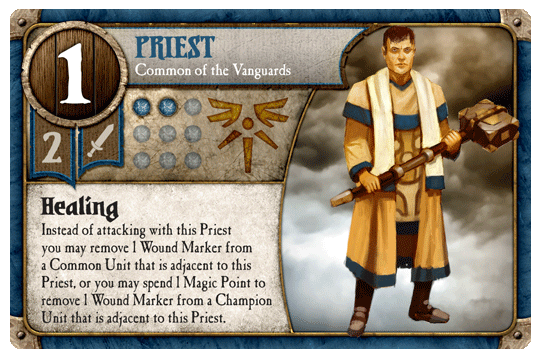 1
PRIEST
Common of the Vanguards
2
Healing
Instead of attacking with this Priest
you may remove 1 Wound Marker from
a Common Unit that is adjacent to this
Priest, or you may spend 1 Magic Point to
remove 1 Wound Marker from a Champion
Unit that is adjacent to this Priest.